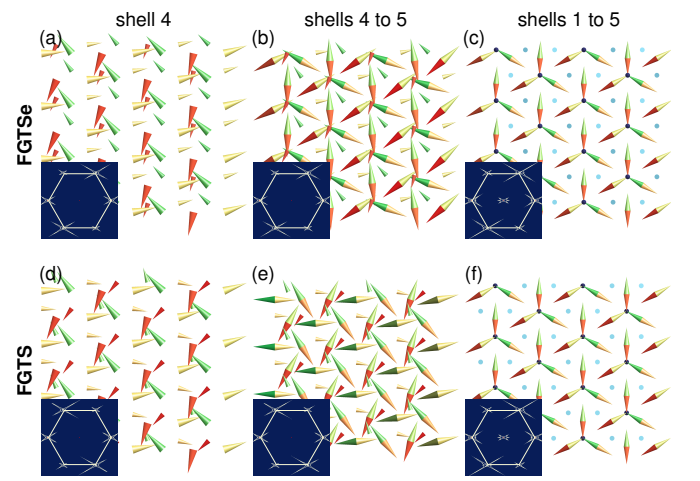 shell 4
shells 4 to 5
shells 1 to 5
(a)
(b)
(c)
FGTSe
(d)
(e)
(f)
FGTS